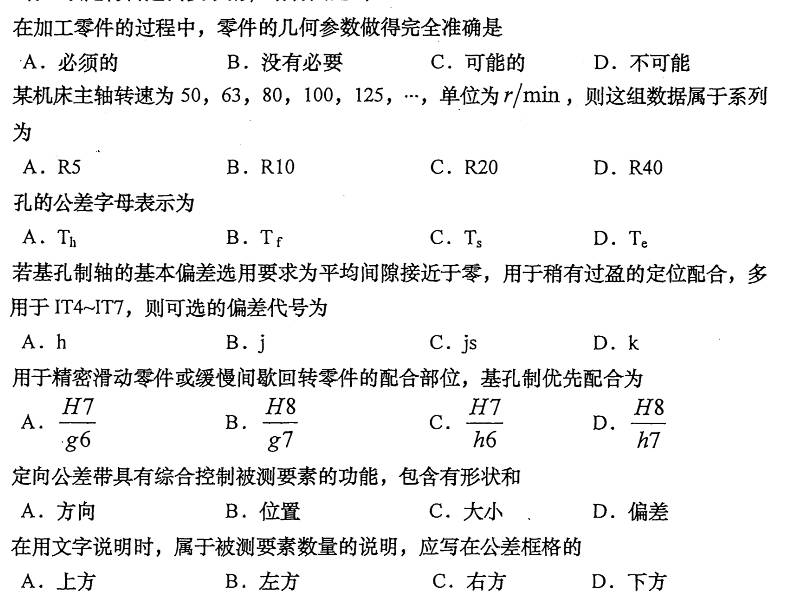 在加工零件的过程中，零件的几何参数做得完全准确是
A．必须的 B．没有必要 C．可能的 D．不可能
某机床主轴转速为 50，63，80，100，125，…，单位为 r/min ，则这组数据属于系列
为
A．R5 B．R10 C．R20 D．R40
孔的公差字母表示为
A．Th B．Tf C．Ts D．Te
若基孔制轴的基本偏差选用要求为平均间隙接近于零，用于稍有过盈的定位配合，多
用于 IT4~IT7，则可选的偏差代号为
A．h B．j C．js D．k
用于精密滑动零件或缓慢间歇回转零件的配合部位，基孔制优先配合为
A．H7/g6 B．H8/g7 C．H7/h6 D．H8/h7
定向公差带具有综合控制被测要素的功能，包含有形状和
A．方向 B．位置 C．大小 D．偏差
在用文字说明时，属于被测要素数量的说明，应写在公差框格的
A．上方 B．左方 C．右方 D．下方